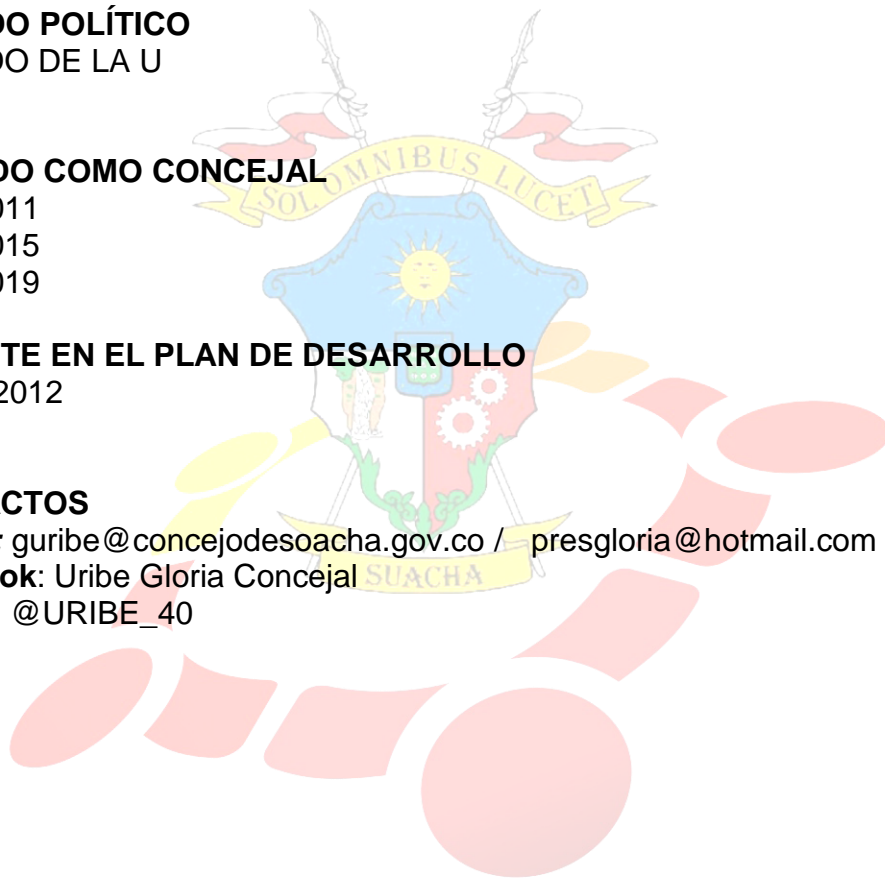 DO POLÍTICO
DO DE LA U
SOL OMNIBUS LUCET
DO COMO CONCEJAL
011
015
019
TE EN EL PLAN DE DESARROLLO
2012
ACTOS
: guribe@concejodesoacha.gov.co / presgloria@hotmail.com
ok: Uribe Gloria Concejal
SUACHA
@URIBE_40